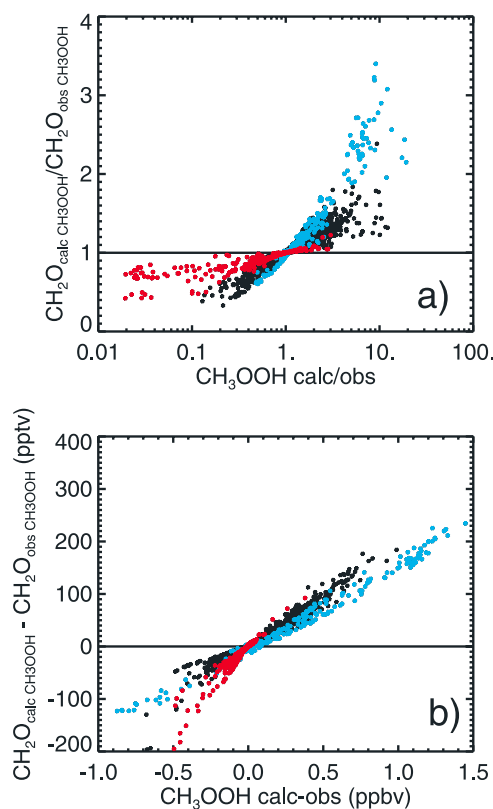 4
3
2
1
0
CH2Ocalc CH3OOH/CH2Oobs CH3OOH
a)
0.01 0.1 1. 10. 100.
CH3OOH calc/obs
400
300
200
100
0
-100
-200
CH2Ocalc CH3OOH - CH2Oobs CH3OOH (pptv)
b)
-1.0 -0.5 0.0 0.5 1.0 1.5
CH3OOH calc-obs (ppbv)